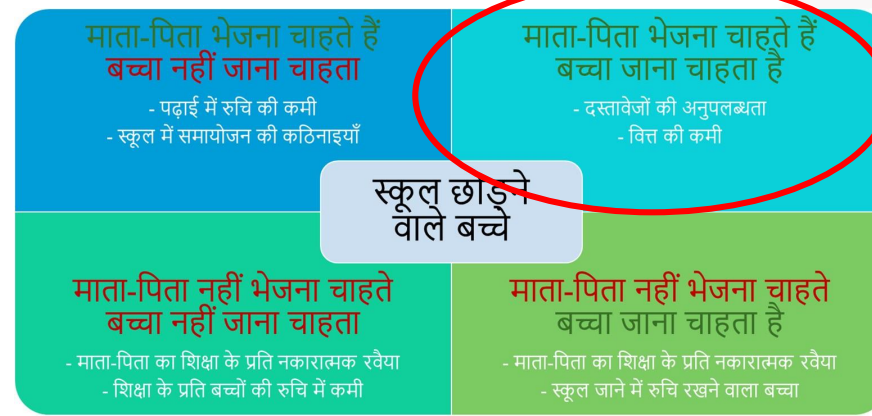 माता-पिता भेजना चाहते हैं
बच्चा नहीं जाना चाहता
- पढ़ाई में रुचि की कमी
- स्कूल में समायोजन की कठिनाइयाँ
माता-पिता भेजना चाहते हैं
बच्चा जाना चाहता है
- दस्तावेजों की अनुपलब्धता
- वित्त की कमी
स्कूल छोड़ने
वाले बच्चे
माता-पिता नहीं भेजना चाहते
बच्चा नहीं जाना चाहता
- माता-पिता का शिक्षा के प्रति नकारात्मक रवैया
- शिक्षा के प्रति बच्चों की रुचि में कमी
माता-पिता नहीं भेजना चाहते
बच्चा जाना चाहता है
- माता-पिता का शिक्षा के प्रति नकारात्मक रवैया
- स्कूल जाने में रुचि रखने वाला बच्चा